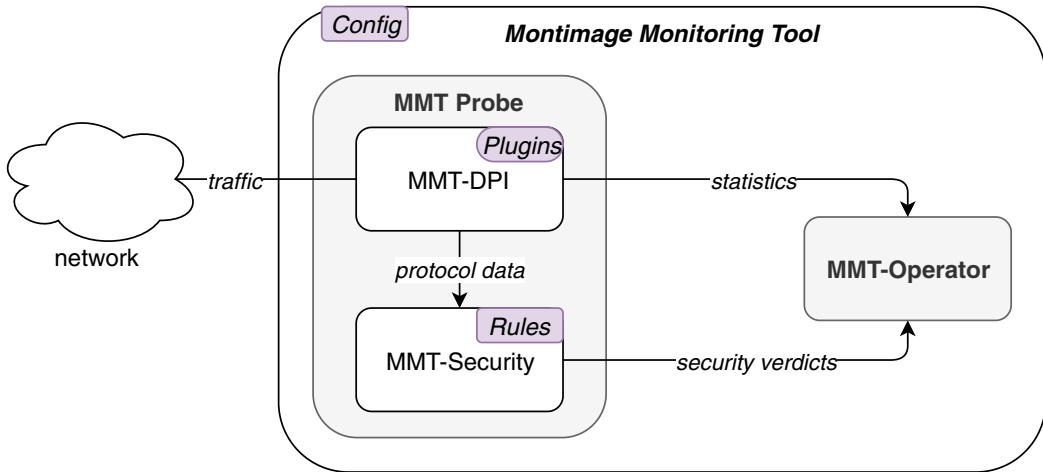 Config
Montimage Monitoring Tool
MMT Probe
Plugins
MMT-DPI
traffic
statistics
network
protocol data
MMT-Operator
Rules
MMT-Security
security verdicts